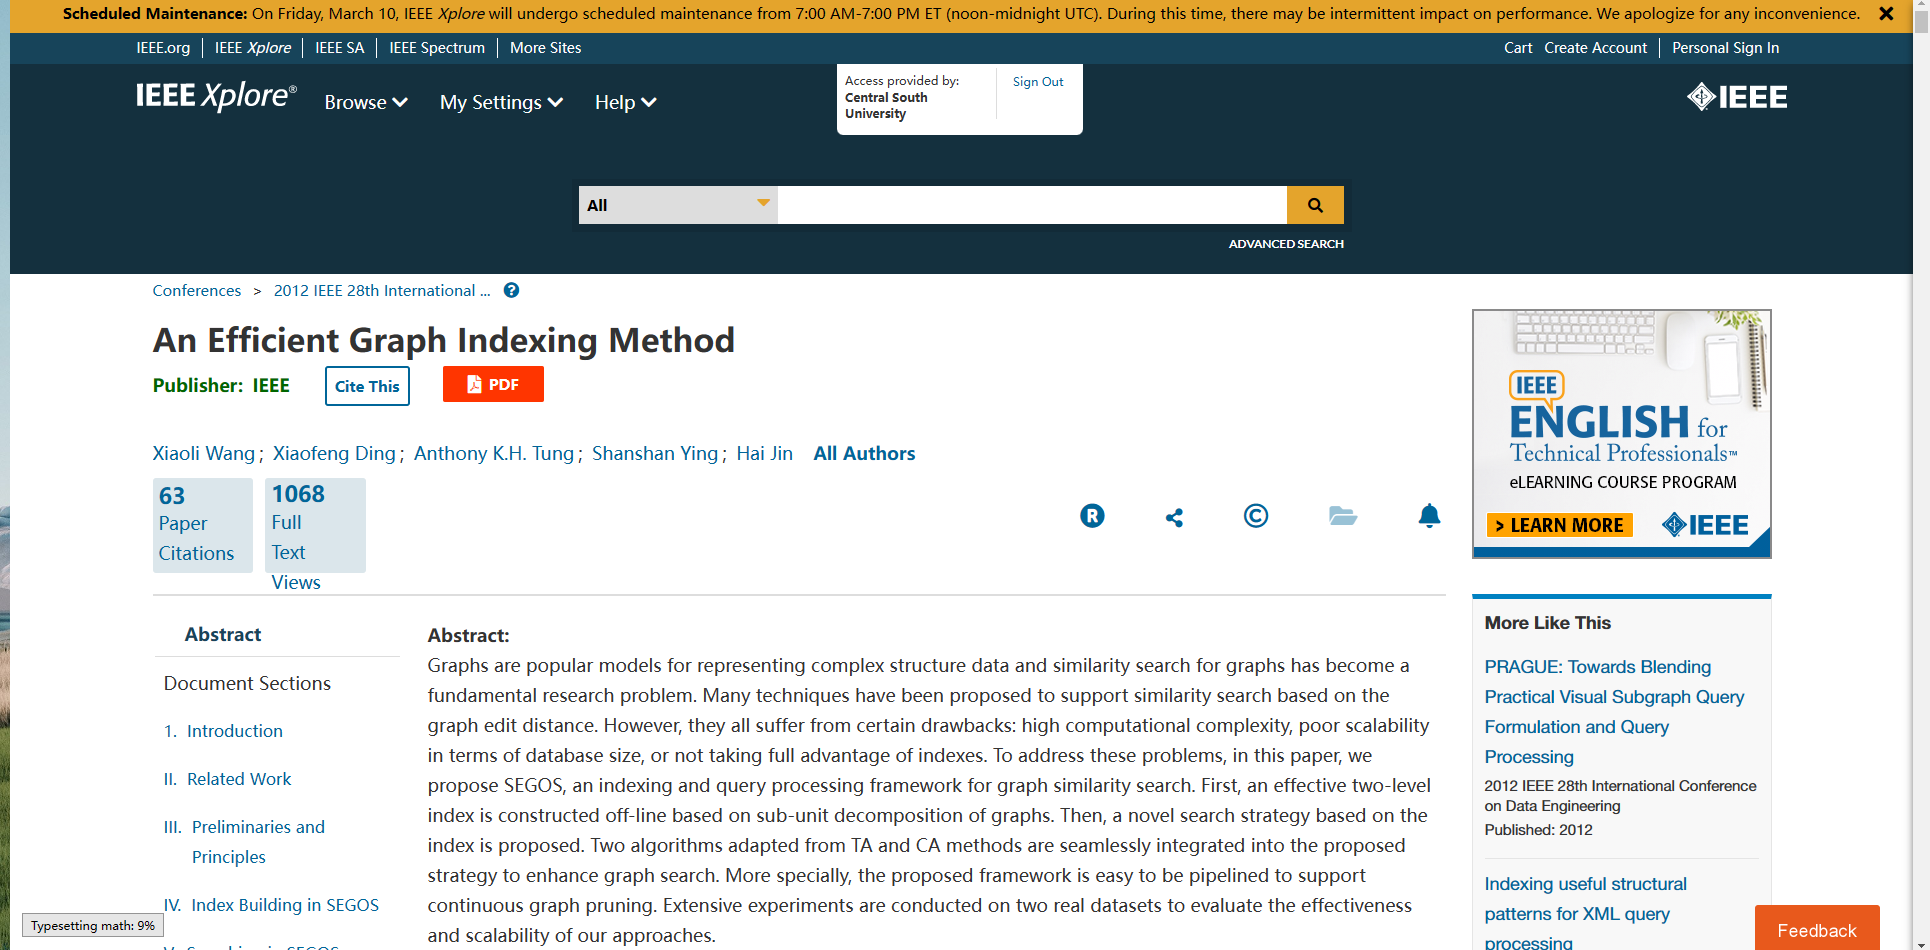 Scheduled Maintenance: On Friday, March 10, IEEE Xplore will undergo scheduled maintenance from 7:00 AM-7:00 PM ET (noon-midnight UTC). During this time, there may be intermittent impact on performance. We apologize for any inconvenience.
IEEE.org IEEE Xplore IEEE SA IEEE Spectrum More Sites
Cart Create Account Personal Sign In
IEEE Xplore®
Browse
My Settings
Help
Access provided by:
Central South
University
Sign Out
IEEE
All
ADVANCED SEARCH
Conferences > 2012 IEEE 28th International ...
An Efficient Graph Indexing Method
Publisher: IEEE
Cite This
PDF
Xiaoli Wang; Xiaofeng Ding; Anthony K.H. Tung; Shanshan Ying; Hai Jin All Authors
63
Paper
Citations
1068
Full
Text
Views
Abstract
Document Sections
1. Introduction
II. Related Work
III. Preliminaries and
Principles
IV. Index Building in SEGOS
Typesetting math: 9%
Abstract:
Graphs are popular models for representing complex structure data and similarity search for graphs has become a
fundamental research problem. Many techniques have been proposed to support similarity search based on the
graph edit distance. However, they all suffer from certain drawbacks: high computational complexity, poor scalability
in terms of database size, or not taking full advantage of indexes. To address these problems, in this paper, we
propose SEGOS, an indexing and query processing framework for graph similarity search. First, an effective two-level
index is constructed off-line based on sub-unit decomposition of graphs. Then, a novel search strategy based on the
index is proposed. Two algorithms adapted from TA and CA methods are seamlessly integrated into the proposed
strategy to enhance graph search. More specially, the proposed framework is easy to be pipelined to support
continuous graph pruning. Extensive experiments are conducted on two real datasets to evaluate the effectiveness
and scalability of our approaches.
IEEE
ENGLISH for
Technical Professionals™
eLEARNING COURSE PROGRAM
> LEARN MORE
IEEE
More Like This
PRAGUE: Towards Blending
Practical Visual Subgraph Query
Formulation and Query
Processing
2012 IEEE 28th International Conference
on Data Engineering
Published: 2012
Indexing useful structural
patterns for XML query
processing
Feedback